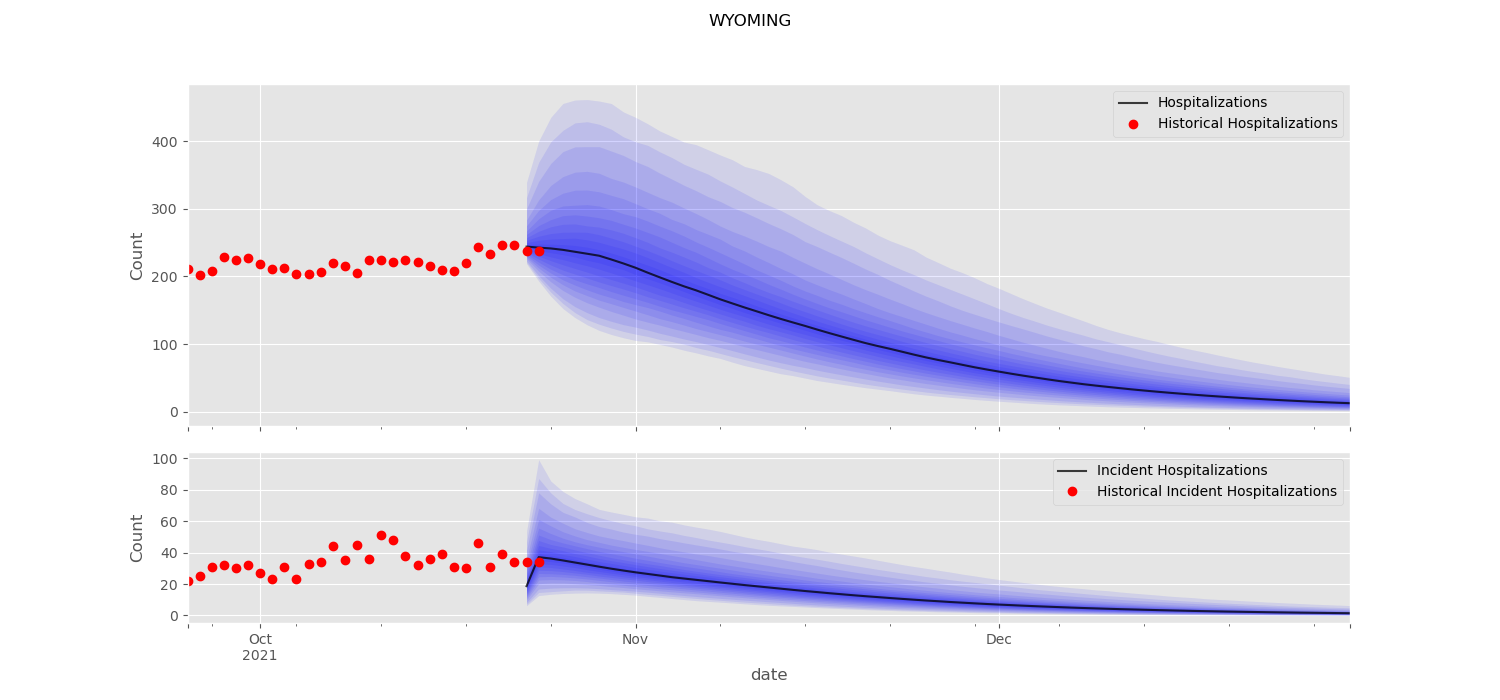 WYOMING
Hospitalizations
Historical Hospitalizations
400
300
200
100
0
Count
Incident Hospitalizations
Historical Incident Hospitalizations
100
80
60
40
20
0
Count
Oct
2021
Nov
Dec
date